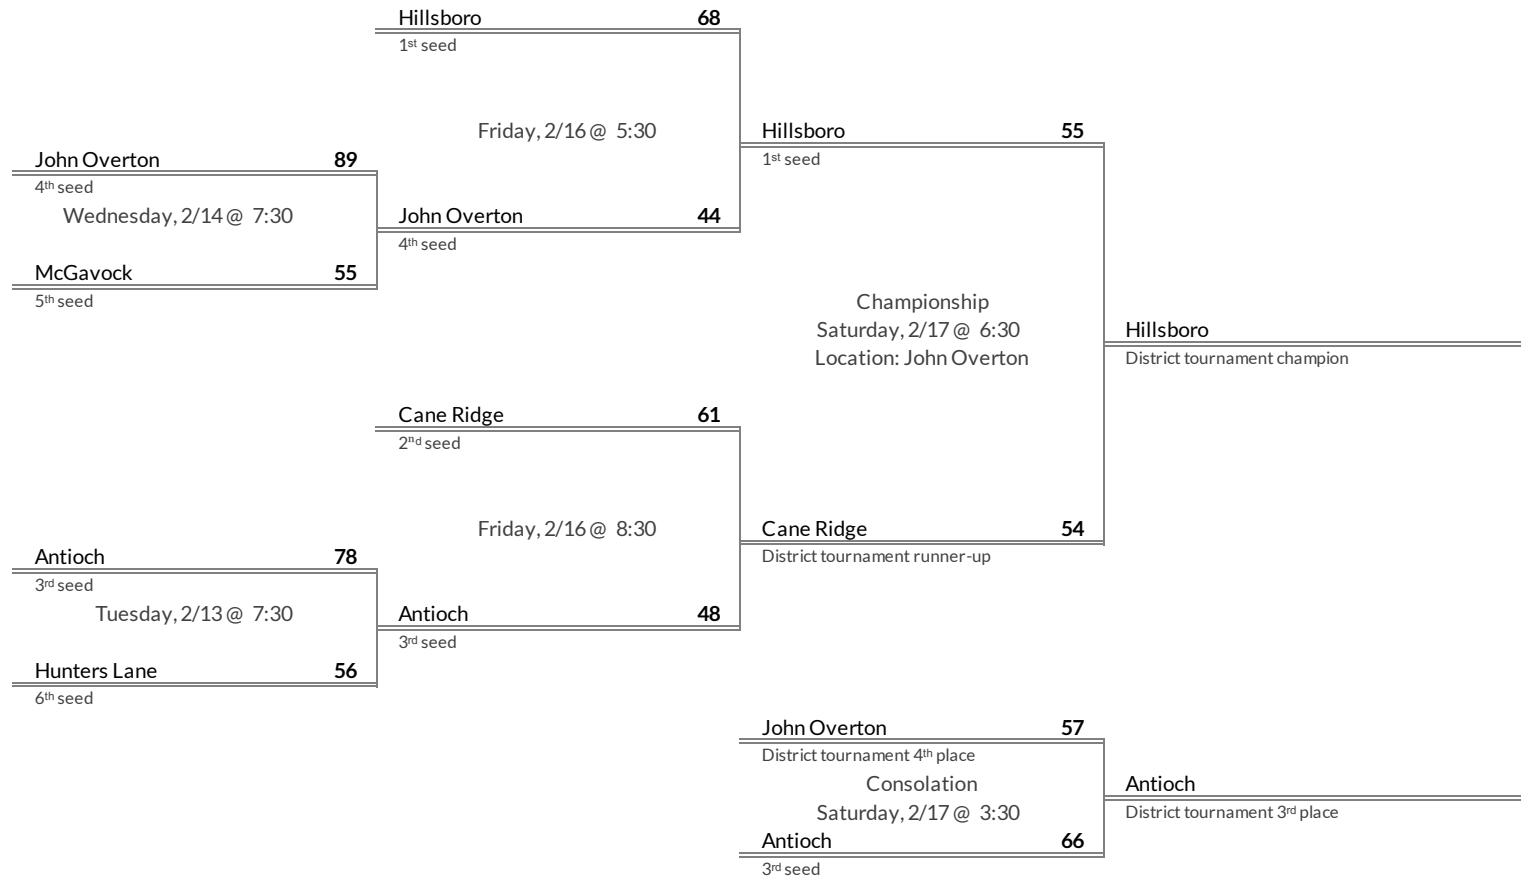 Hillsboro 68
1st seed
Friday, 2/16 @ 5:30
Hillsboro 55
1st seed
John Overton 89
4th seed
Wednesday, 2/14 @ 7:30
John Overton 44
4th seed
McGavock 55
5th seed
Championship
Saturday, 2/17 @ 6:30
Location: John Overton
Hillsboro
District tournament champion
Cane Ridge 61
2nd seed
Friday, 2/16 @ 8:30
Cane Ridge 54
District tournament runner-up
Antioch 78
3rd seed
Tuesday, 2/13 @ 7:30
Antioch 48
3rd seed
Hunters Lane 56
6th seed
John Overton 57
District tournament 4th place
Consolation
Saturday, 2/17 @ 3:30
Antioch
District tournament 3rd place
Antioch 66
3rd seed